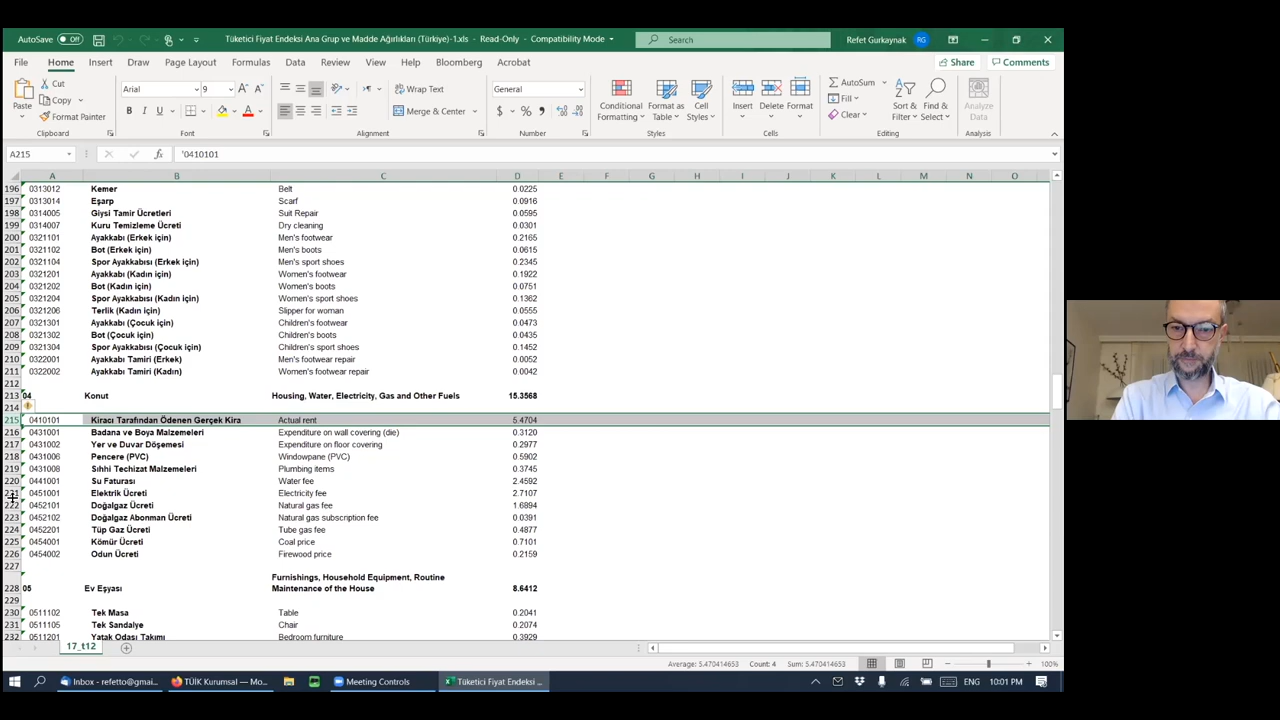 AutoSave Off Tüketici Fiyat Endeksi Ana Grup ve Madde Ağırlıkları (Türkiye)-1.xls - Read-Only - Compatibility Mode Search Refet Gurkaynak RG
File Home Insert Draw Page Layout Formulas Data Review View Help Bloomberg Acrobat Share Comments
Paste Cut Copy Format Painter Arial 9 B I U Wrap Text Merge & Center General $ % Conditional Formatting Format as Table Cell Styles Insert Delete Format AutoSum Fill Clear Sort & Filter Find & Select Analyze Data
Clipboard Font Alignment Number Styles Cells Editing Analysis
A215 fx '0410101
A B C D E F G H I J K L M N O
196 0313012 Kemer Belt 0.0225
197 0313014 Eşarp Scarf 0.0916
198 0314005 Giysi Tamir Ücretleri Suit Repair 0.0595
199 0314007 Kuru Temizleme Ücreti Dry cleaning 0.0301
200 0321101 Ayakkabı (Erkek için) Men's footwear 0.2165
201 0321102 Bot (Erkek için) Men's boots 0.0615
202 0321104 Spor Ayakkabısı (Erkek için) Men's sport shoes 0.2345
203 0321201 Ayakkabı (Kadın için) Women's footwear 0.1922
204 0321202 Bot (Kadın için) Women's boots 0.0751
205 0321204 Spor Ayakkabısı (Kadın için) Women's sport shoes 0.1362
206 0321206 Terlik (Kadın için) Slipper for woman 0.0555
207 0321301 Ayakkabı (Çocuk için) Children's footwear 0.0473
208 0321302 Bot (Çocuk için) Children's boots 0.0435
209 0321304 Spor Ayakkabısı (Çocuk için) Children's sport shoes 0.1452
210 0322001 Ayakkabı Tamiri (Erkek) Men's footwear repair 0.0052
211 0322002 Ayakkabı Tamiri (Kadın) Women's footwear repair 0.0042
212
213 04 Konut Housing, Water, Electricity, Gas and Other Fuels 15.3568
214
215 0410101 Kiracı Tarafından Ödenen Gerçek Kira Actual rent 5.4704
216 0431001 Badana ve Boya Malzemeleri Expenditure on wall covering (die) 0.3120
217 0431002 Yer ve Duvar Döşemesi Expenditure on floor covering 0.2977
218 0431006 Pencere (PVC) Windowpane (PVC) 0.5902
219 0431008 Sıhhi Techizat Malzemeleri Plumbing items 0.3745
220 0441001 Su Faturası Water fee 2.4592
221 0451001 Elektrik Ücreti Electricity fee 2.7107
222 0452101 Doğalgaz Ücreti Natural gas fee 1.6894
223 0452102 Doğalgaz Abonman Ücreti Natural gas subscription fee 0.0391
224 0452201 Tüp Gaz Ücreti Tube gas fee 0.4877
225 0454001 Kömür Ücreti Coal price 0.7101
226 0454002 Odun Ücreti Firewood price 0.2159
227
228 05 Ev Eşyası Furnishings, Household Equipment, Routine
Maintenance of the House 8.6412
229
230 0511102 Tek Masa Table 0.2041
231 0511105 Tek Sandalye Chair 0.2074
232 0511201 Yatak Odası Takımı Bedroom furniture 0.3929
17_t12
Average: 5.470414653 Count: 4 Sum: 5.470414653 100%
Inbox - refetto@gmai... TÜİK Kurumsal — Mo... Meeting Controls Tüketici Fiyat Endeksi ... ENG 10:01 PM